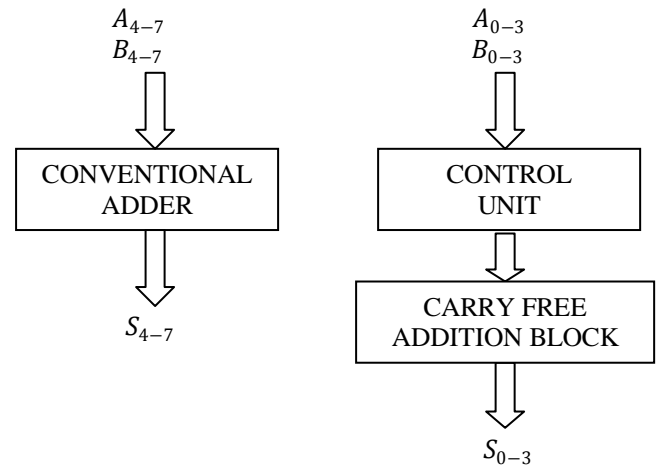 A₄₋₇
B₄₋₇
CONVENTIONAL
ADDER
S₄₋₇
A₀₋₃
B₀₋₃
CONTROL
UNIT
CARRY FREE
ADDITION BLOCK
S₀₋₃